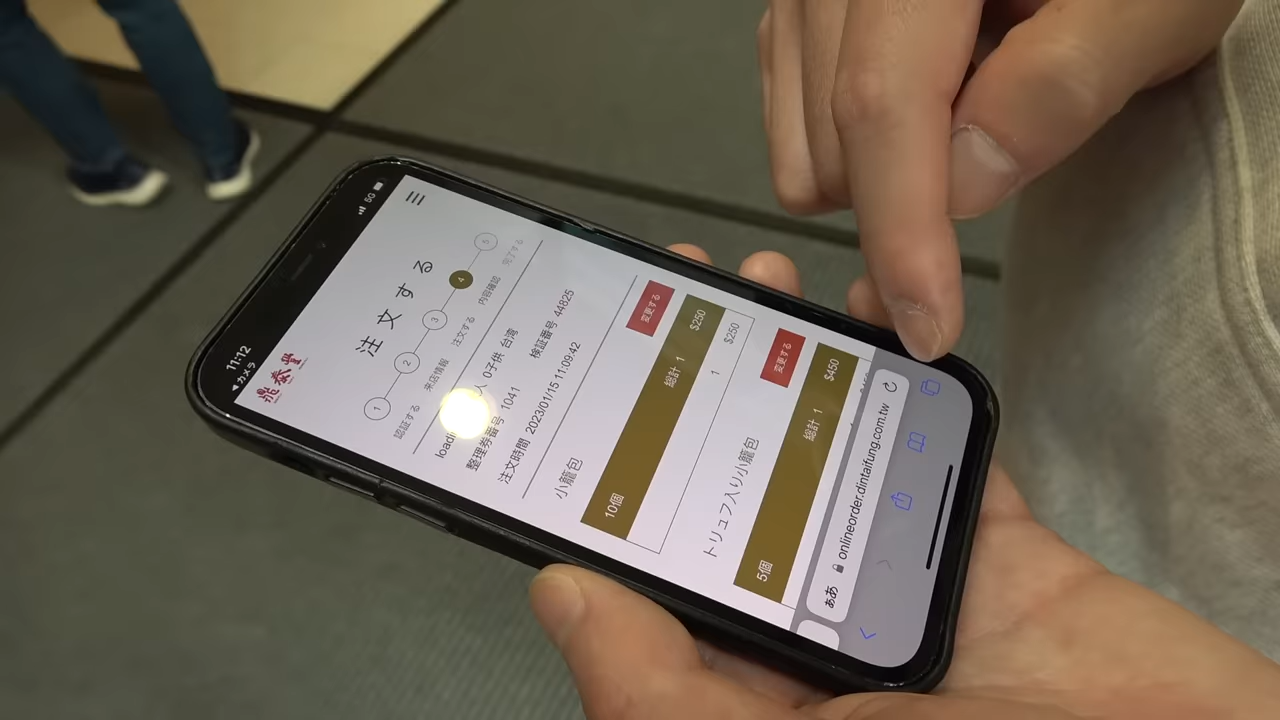 11:12
5G
◀カメラ
鼎泰豐
注文する
1 2 3 4 5
認証する 来店情報 注文する 内容確認 完了する
loadi 人 0子供 台湾
整理券番号 1041 検証番号 44825
注文時間 2023/01/15 11:09:42
小籠包 変更する
10個 総計 1 $250
1 $250
トリュフ入り小籠包 変更する
5個 総計 1 $450
ぁあ onlineorder.dintaifung.com.tw